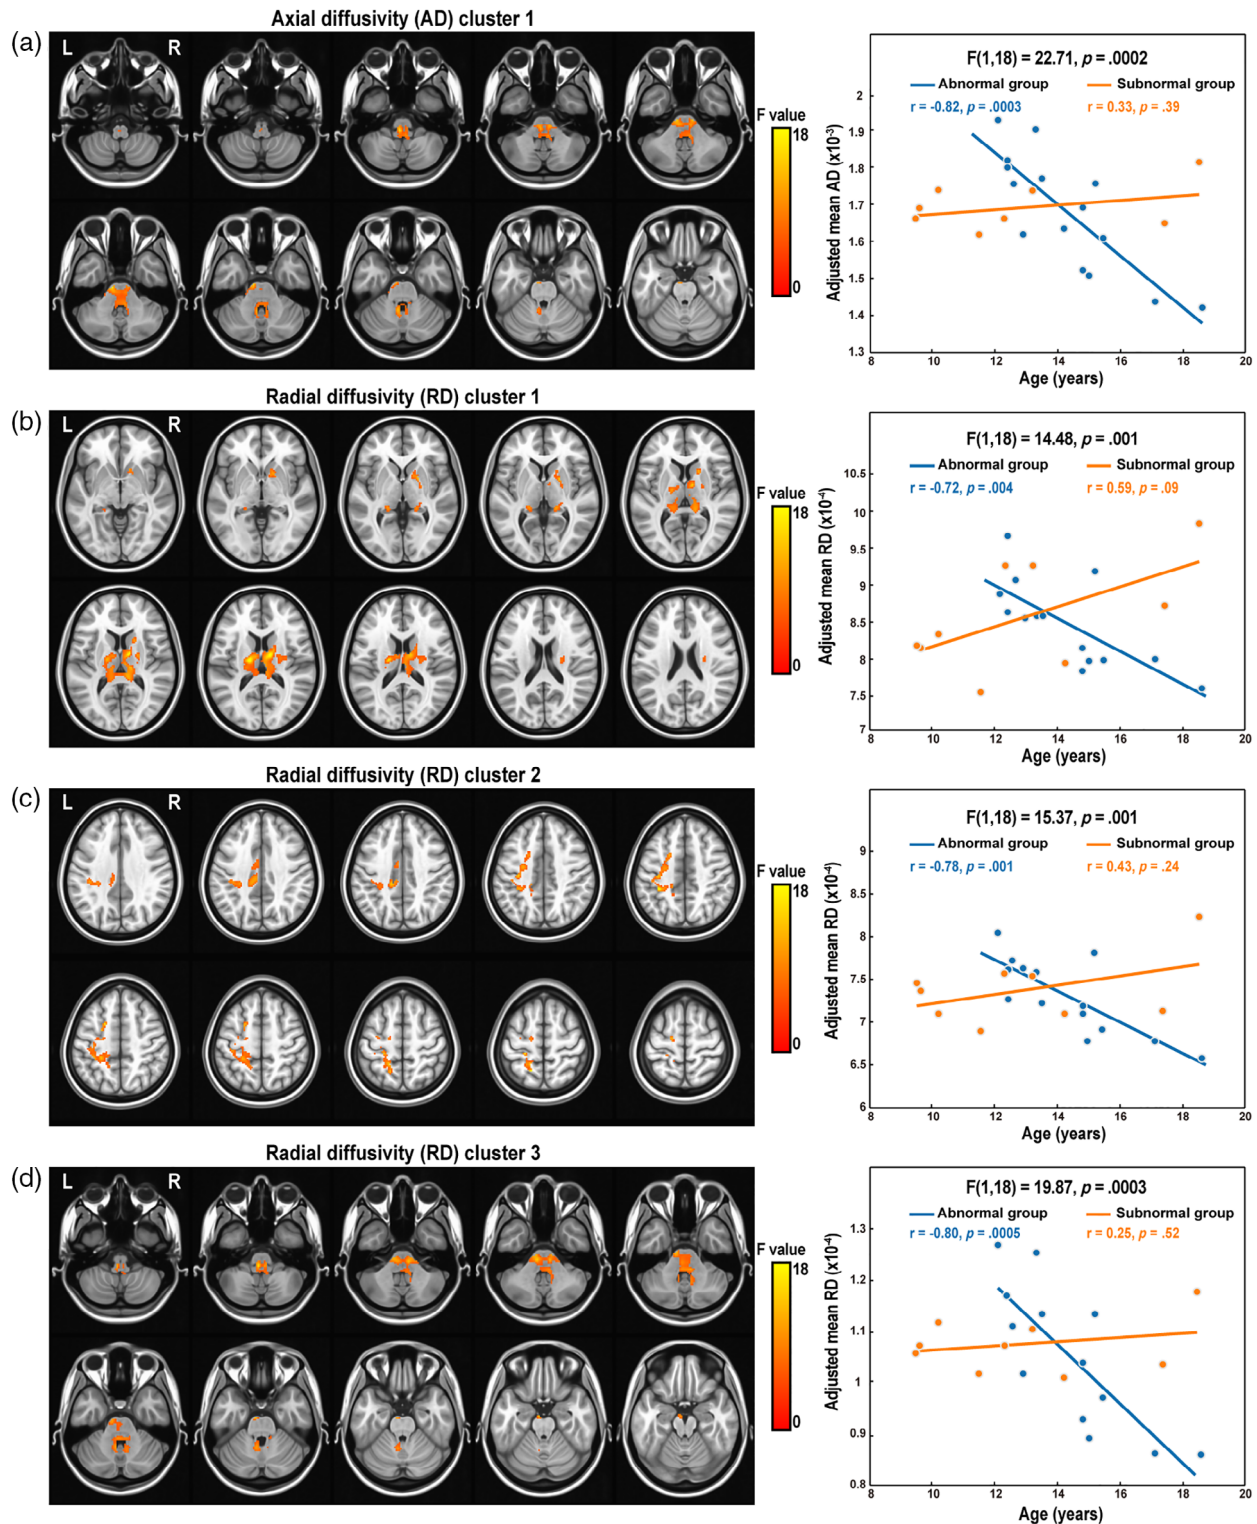 Axial diffusivity (AD) cluster 1
(a)
L R
F value
18
0
F(1,18) = 22.71, p = .0002
Abnormal group Subnormal group
r = -0.82, p = .0003 r = 0.33, p = .39
Adjusted mean AD (x10-3)
2
1.9
1.8
1.7
1.6
1.5
1.4
1.3
8 10 12 14 16 18 20
Age (years)
Radial diffusivity (RD) cluster 1
(b)
L R
F value
18
0
F(1,18) = 14.48, p = .001
Abnormal group Subnormal group
r = -0.72, p = .004 r = 0.59, p = .09
Adjusted mean RD (x10-4)
10.5
10
9.5
9
8.5
8
7.5
7
8 10 12 14 16 18 20
Age (years)
Radial diffusivity (RD) cluster 2
(c)
L R
F value
18
0
F(1,18) = 15.37, p = .001
Abnormal group Subnormal group
r = -0.78, p = .001 r = 0.43, p = .24
Adjusted mean RD (x10-4)
9
8.5
8
7.5
7
6.5
6
8 10 12 14 16 18 20
Age (years)
Radial diffusivity (RD) cluster 3
(d)
L R
F value
18
0
F(1,18) = 19.87, p = .0003
Abnormal group Subnormal group
r = -0.80, p = .0005 r = 0.25, p = .52
Adjusted mean RD (x10-4)
1.3
1.2
1.1
1
0.9
0.8
8 10 12 14 16 18 20
Age (years)